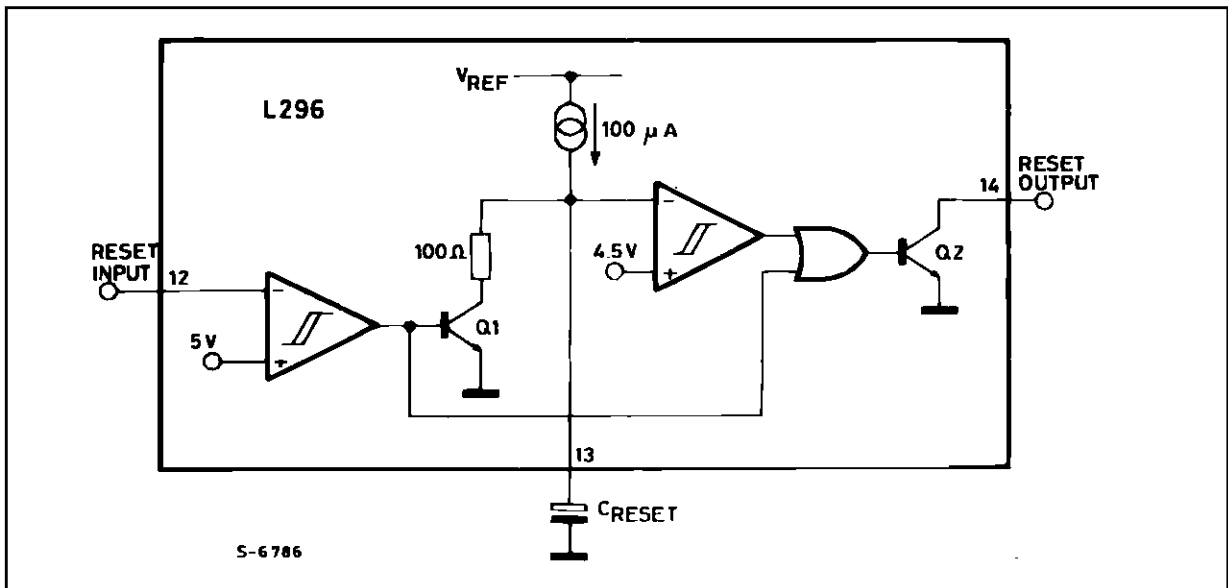 L296
VREF
100 µA
RESET
INPUT
12
5V
-
+
100Ω
Q1
4.5V
-
+
Q2
14
RESET
OUTPUT
13
CRESET
S-6786